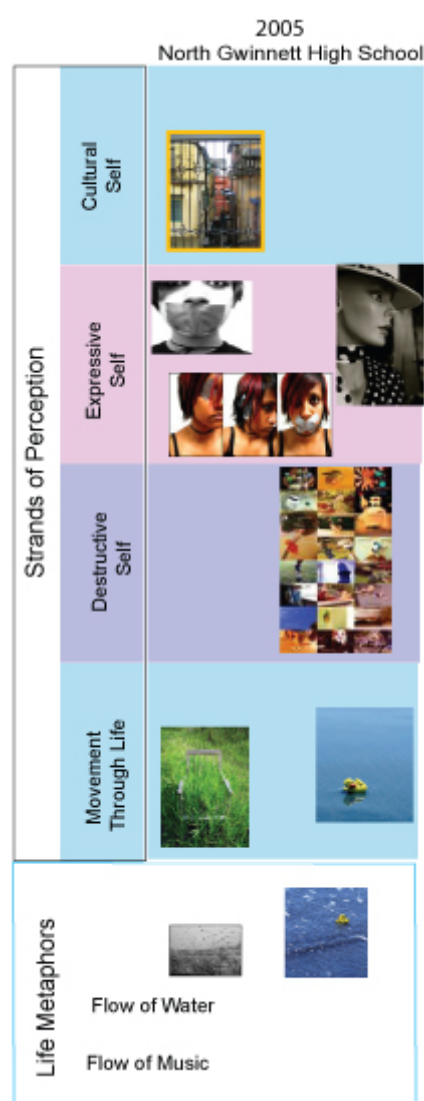 2005
North Gwinnett High School
Strands of Perception
Cultural
Self
Expressive
Self
Destructive
Self
Movement
Through Life
Life Metaphors
Flow of Water
Flow of Music